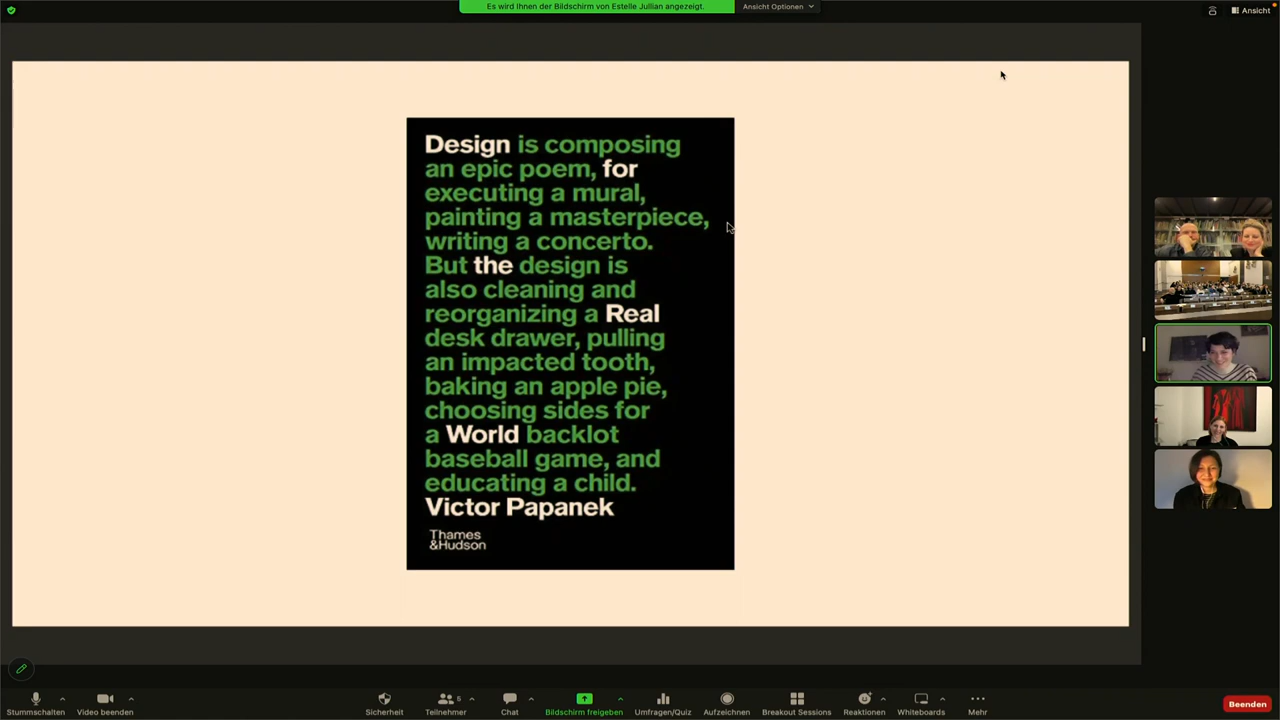 Es wird Ihnen der Bildschirm von Estelle Jullian angezeigt.
Ansicht Optionen
Ansicht
Design is composing
an epic poem, for
executing a mural,
painting a masterpiece,
writing a concerto.
But the design is
also cleaning and
reorganizing a Real
desk drawer, pulling
an impacted tooth,
baking an apple pie,
choosing sides for
a World backlot
baseball game, and
educating a child.
Victor Papanek
Thames
&Hudson
Stummschalten
Video beenden
Sicherheit
Teilnehmer
Chat
Bildschirm freigeben
Umfragen/Quiz
Aufzeichnen
Breakout Sessions
Reaktionen
Whiteboards
Mehr
Beenden